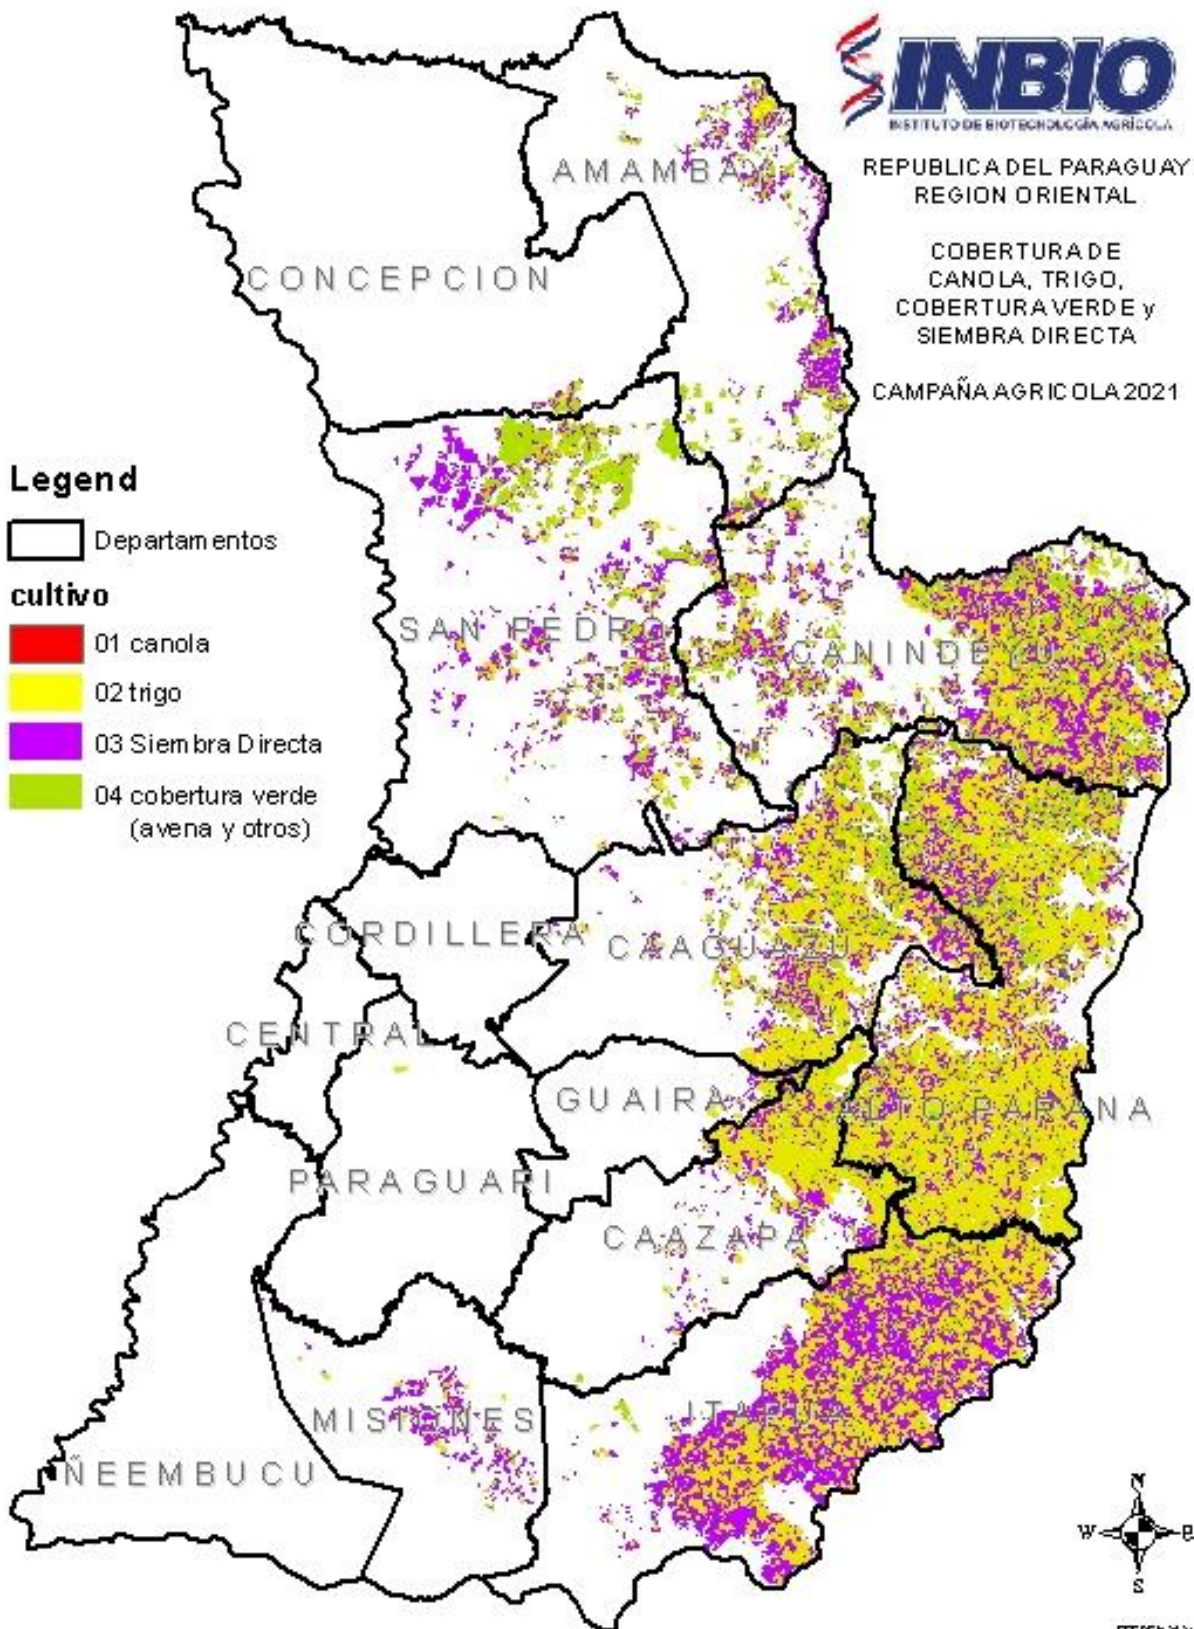 INBIO
INSTITUTO DE BIOTECNOLOGÍA AGRÍCOLA
REPUBLICA DEL PARAGUAY
REGION ORIENTAL
COBERTURA DE
CANOLA, TRIGO,
COBERTURA VERDE y
SIEMBRA DIRECTA
CAMPAÑA AGRICOLA 2021
AMAMBAY
CONCEPCION
Legend
Departamentos
cultivo
01 canola
02 trigo
03 Siembra Directa
04 cobertura verde
(avena y otros)
SAN PEDRO
CANINDEYU
CORDILLERA
CAAGUAZU
CENTRAL
GUAIRA
ALTO PARANA
PARAGUARI
CAAZAPA
MISIONES
ITAPUA
ÑEEMBUCU
N
W
E
S